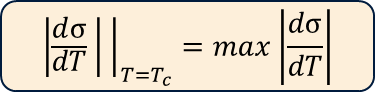 |dσ/dT||_{T=T_c} = max |dσ/dT|